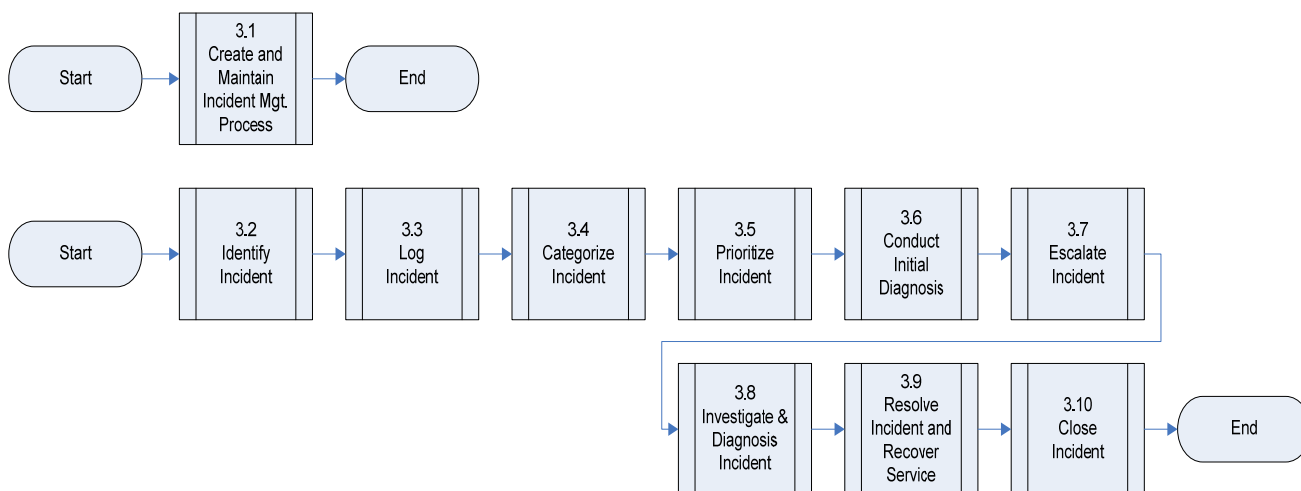 Start
3.1
Create and
Maintain
Incident Mgt.
Process
End
Start
3.2
Identify
Incident
3.3
Log
Incident
3.4
Categorize
Incident
3.5
Prioritize
Incident
3.6
Conduct
Initial
Diagnosis
3.7
Escalate
Incident
3.8
Investigate &
Diagnosis
Incident
3.9
Resolve
Incident and
Recover
Service
3.10
Close
Incident
End